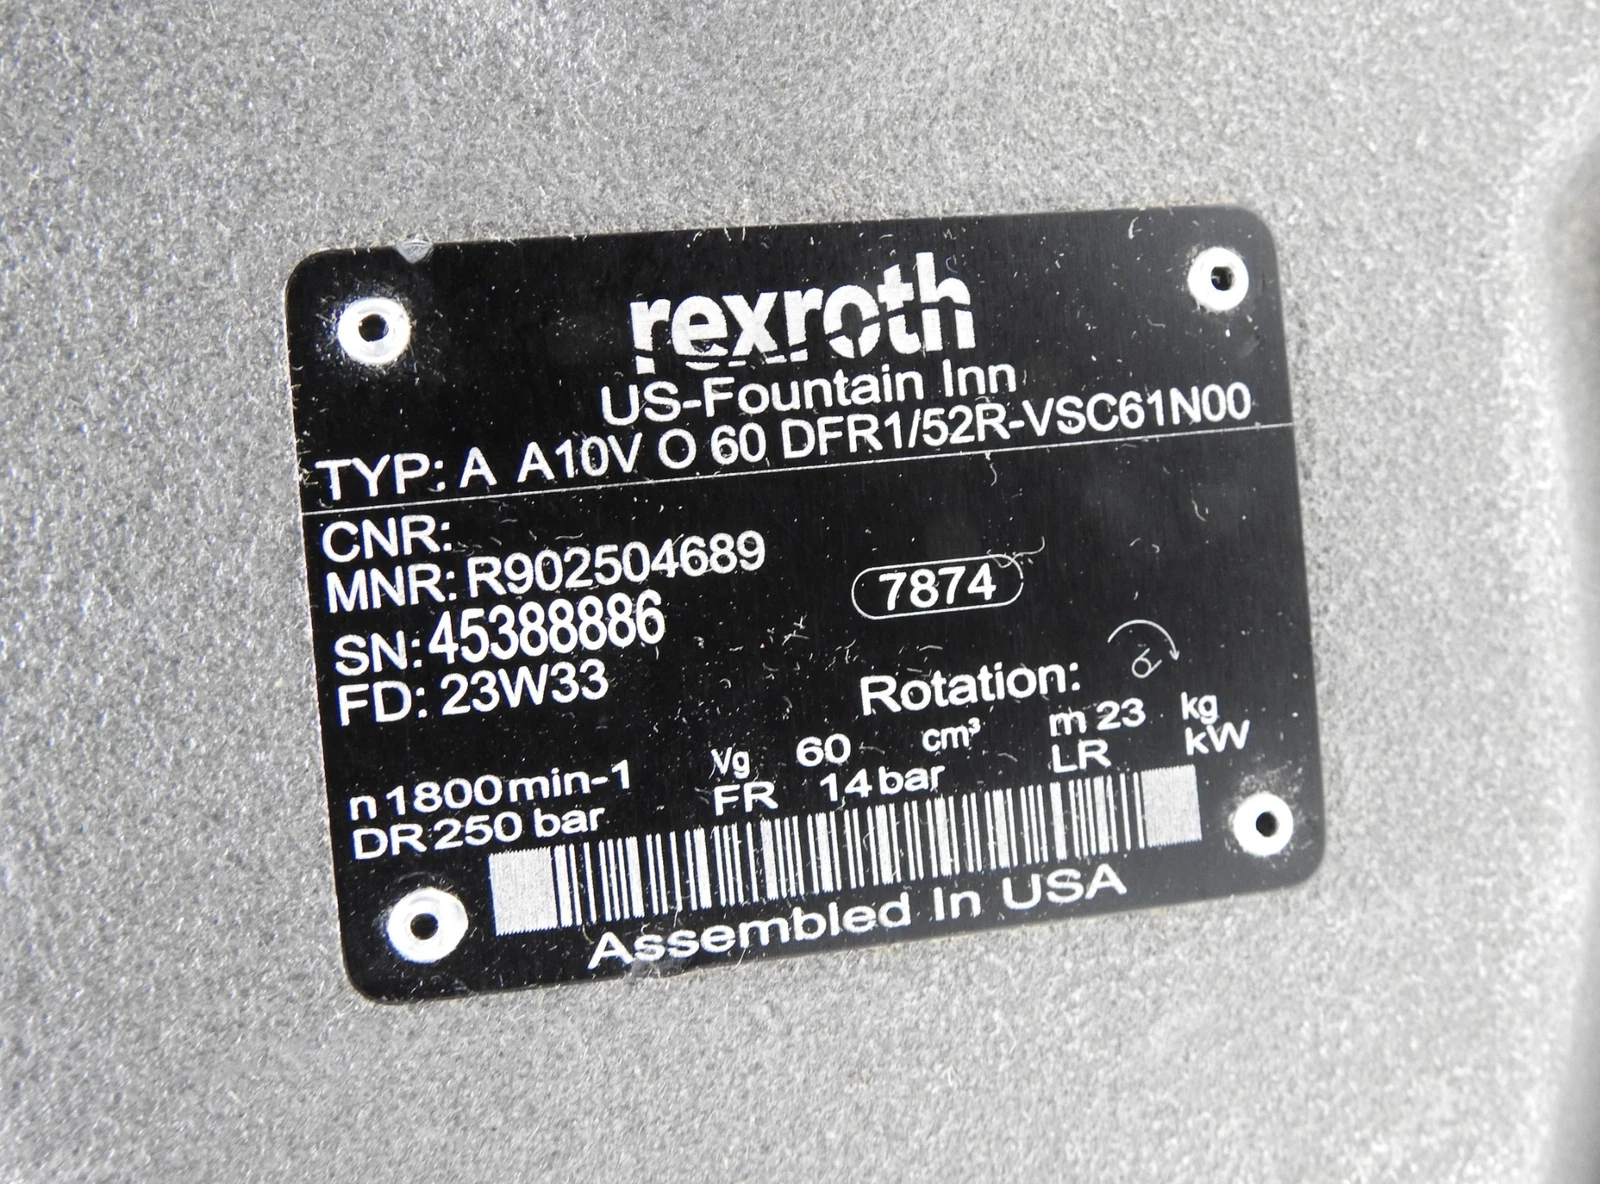 rexroth
US-Fountain Inn
TYP: A A10V O 60 DFR1/52R-VSC61N00
CNR:
MNR: R902504689
7874
SN: 45388886
FD: 23W33
Rotation:
n 1800 min-1 Vg 60 cm³ m 23 kg
DR 250 bar FR 14 bar LR kW
Assembled In USA